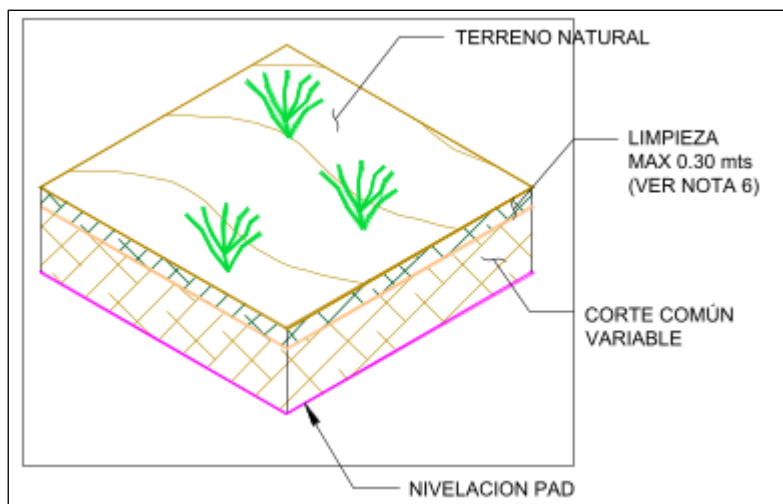 TERRENO NATURAL
LIMPIEZA
MAX 0.30 mts
(VER NOTA 6)
CORTE COMÚN
VARIABLE
NIVELACION PAD